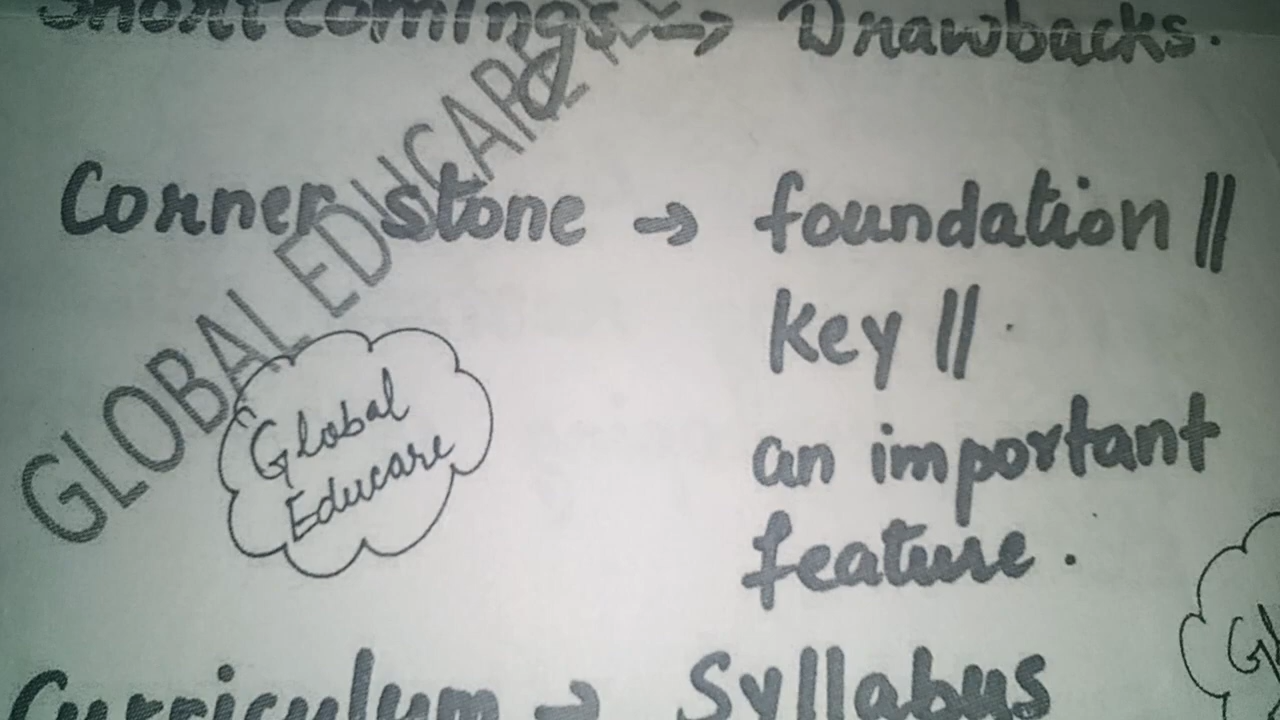 Shortcomings → Drawbacks.
Corner stone → foundation ||
key ||
an important
feature.
GLOBAL EDUCARE
Global
Educare
Curriculum → Syllabus